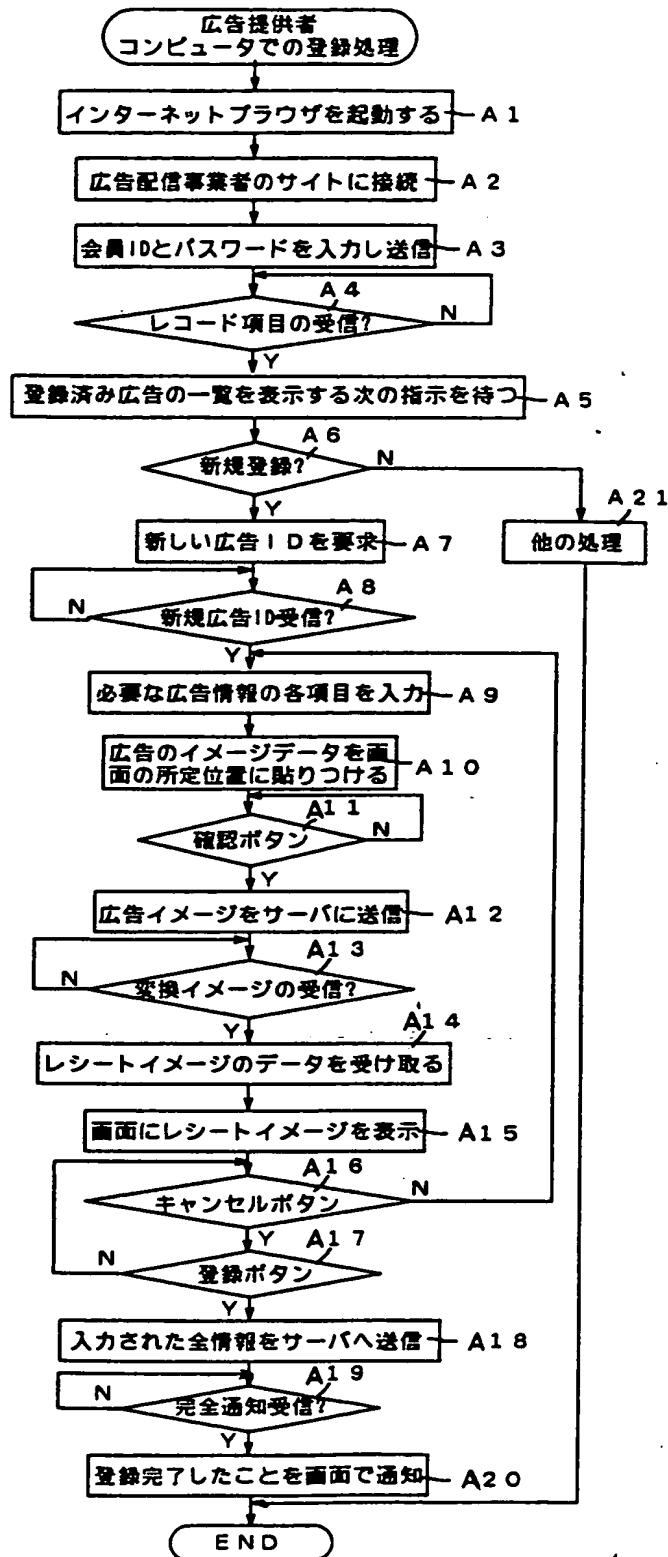 広告提供者
コンピュータでの登録処理
インターネットブラウザを起動する
A1
広告配信事業者のサイトに接続
A2
会員IDとパスワードを入力し送信
A3
A4
レコード項目の受信?
N
Y
登録済み広告の一覧を表示する次の指示を待つ
A5
A6
新規登録?
N
Y
A21
他の処理
新しい広告IDを要求
A7
A8
新規広告ID受信?
N
Y
必要な広告情報の各項目を入力
A9
広告のイメージデータを画
面の所定位置に貼りつける
A10
A11
確認ボタン
N
Y
広告イメージをサーバに送信
A12
A13
変換イメージの受信?
N
Y
A14
レシートイメージのデータを受け取る
画面にレシートイメージを表示
A15
A16
キャンセルボタン
N
Y
A17
登録ボタン
N
Y
入力された全情報をサーバへ送信
A18
A19
完全通知受信?
N
Y
登録完了したことを画面で通知
A20
END